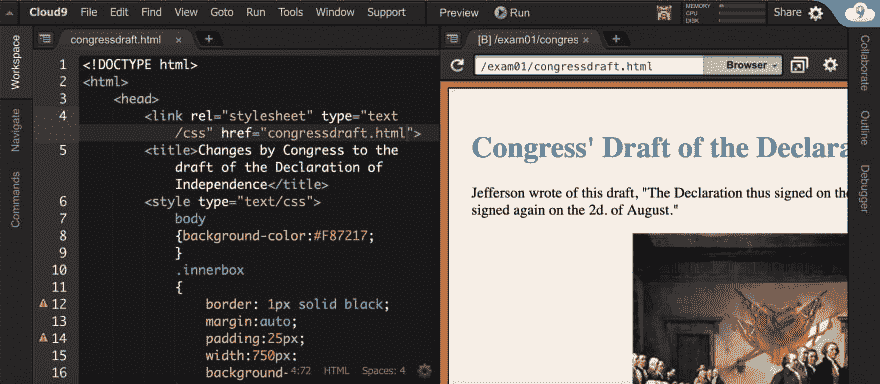 Cloud9 File Edit Find View Goto Run Tools Window Support Preview Run MEMORY CPU DISK Share
Workspace
Navigate
Commands
congressdraft.html × +
1 <!DOCTYPE html>
2 <html>
3 <head>
4 <link rel="stylesheet" type="text
/css" href="congressdraft.html">
5 <title>Changes by Congress to the
draft of the Declaration of
Independence</title>
6 <style type="text/css">
7 body
8 {background-color:#F87217;
9 }
10 .innerbox
11 {
12 border: 1px solid black;
13 margin:auto;
14 padding:25px;
15 width:750px;
16 background-
4:72 HTML Spaces: 4
[B] /exam01/congres × +
/exam01/congressdraft.html Browser
Congress' Draft of the Declara
Jefferson wrote of this draft, "The Declaration thus signed on the
signed again on the 2d. of August."
Collaborate
Outline
Debugger